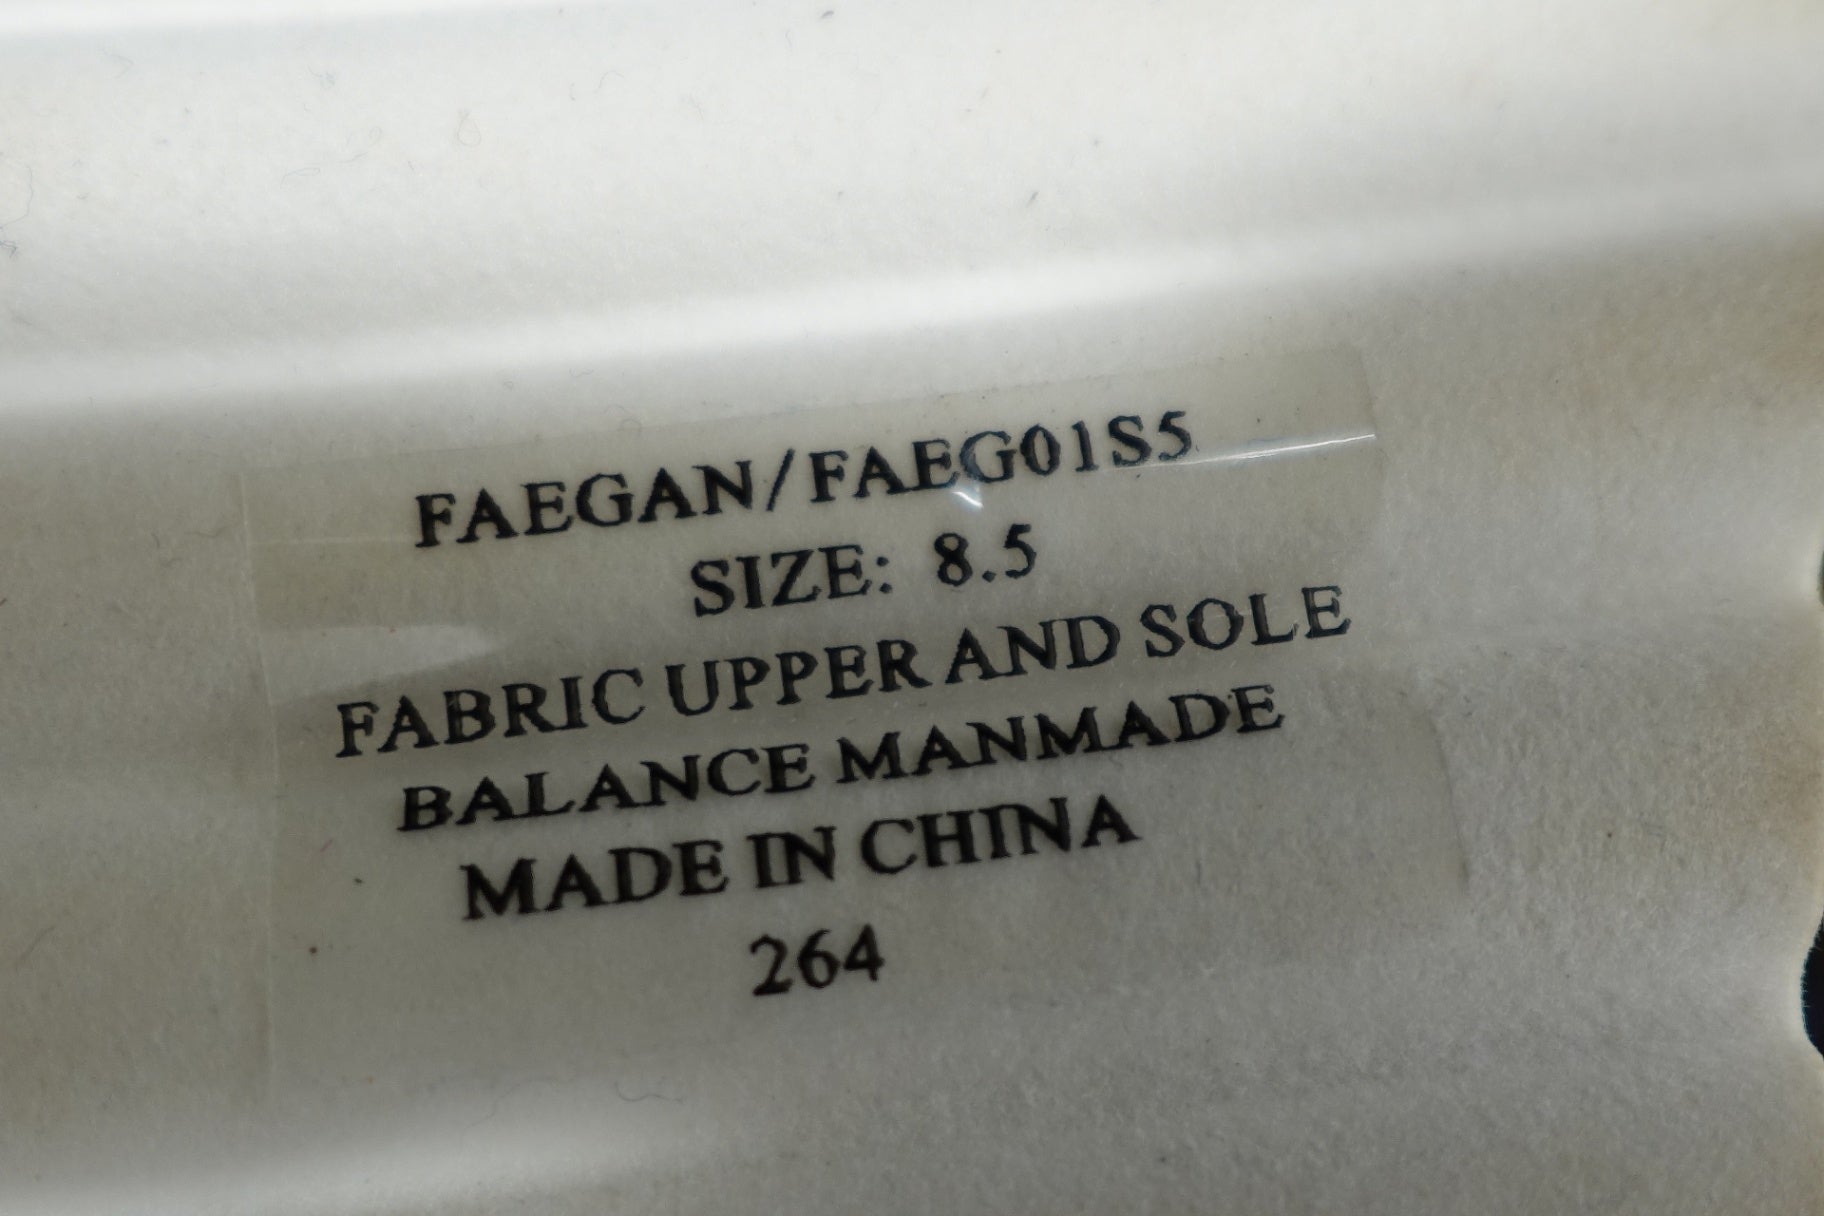 FAEGAN/FAEG01S5
SIZE: 8.5
FABRIC UPPER AND SOLE
BALANCE MANMADE
MADE IN CHINA
264